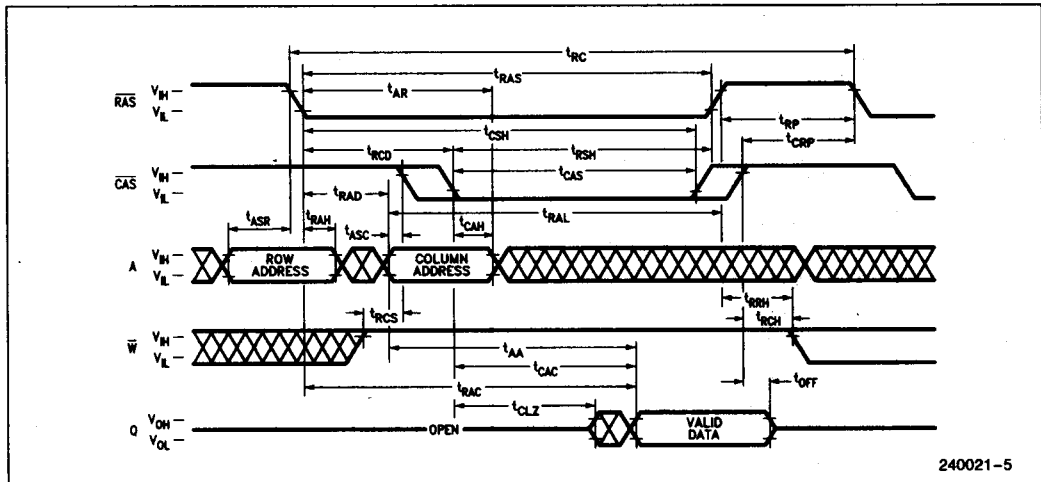 tRC
tRAS
tAR
RAS VIH
VIL
tRP
tCSH
tCRP
tRCD tRSH
CAS VIH
VIL
tCAS
tRAD
tRAL
tASR tRAH tASC tCAH
A VIH
VIL
ROW
ADDRESS
COLUMN
ADDRESS
tRRH
tRCS tRCH
W VIH
VIL
tAA
tCAC
tOFF
tRAC
tCLZ
Q VOH
VOL
OPEN
VALID
DATA
240021-5